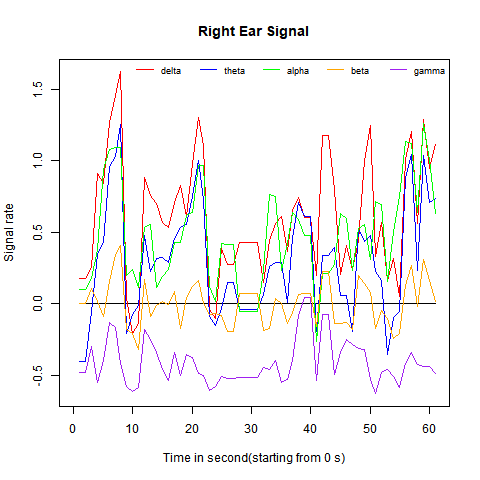 Right Ear Signal
delta theta alpha beta gamma
Signal rate
1.5
1.0
0.5
0.0
-0.5
0 10 20 30 40 50 60
Time in second(starting from 0 s)